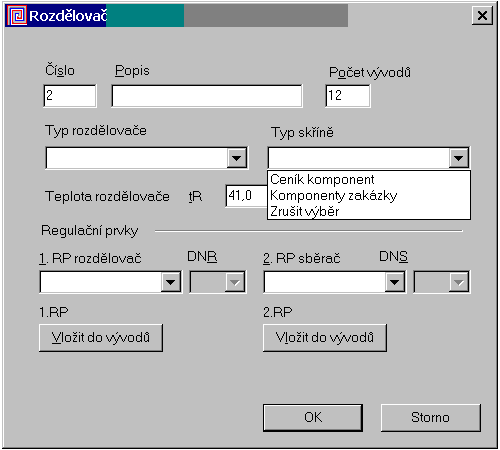 Rozdělovač
Číslo Popis Počet vývodů
2 12
Typ rozdělovače Typ skříně
Ceník komponent
Teplota rozdělovače tR 41,0 Komponenty zakázky
Zrušit výběr
Regulační prvky
1. RP rozdělovač DNR 2. RP sběrač DNS
1.RP 2.RP
Vložit do vývodů Vložit do vývodů
OK Storno